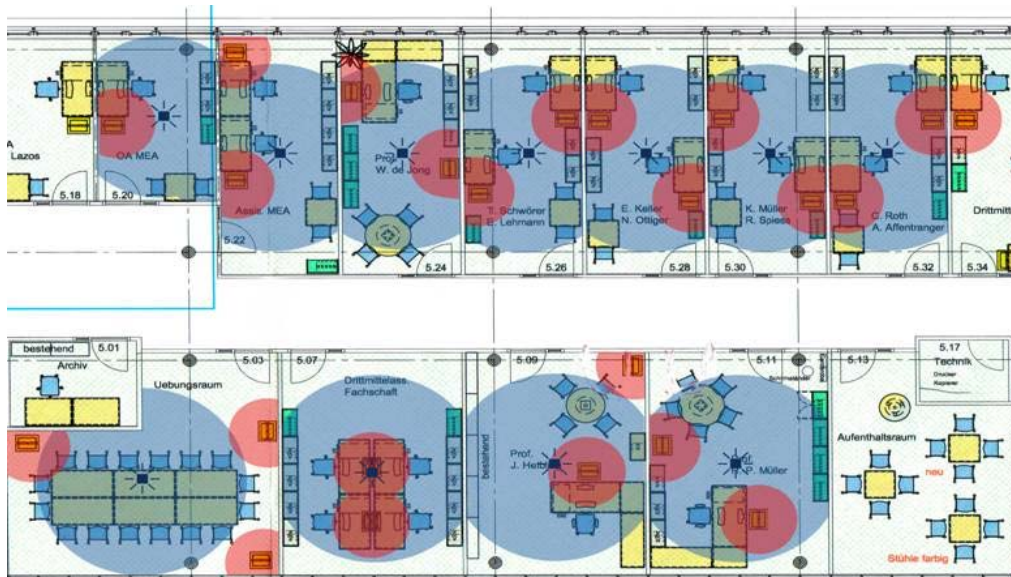 Lazos
5.18
5.20
OA MEA
Assis. MEA
5.22
Prof.
W. de Jong
5.24
E. Lehmann
5.26
E. Keller
N. Ottiger
5.28
K. Müller
R. Spiess
5.30
C. Roth
A. Affentranger
5.32
Drittmitt
5.34
bestehend
5.01
Archiv
5.03
Uebungsraum
5.07
Drittmittelass.
Fachschaft
bestehend
5.09
Prof.
5.11
P. Müller
5.13
Aufenthaltsraum
5.17
Technik
Drucker
Kopierer
neu
Stühle farbig